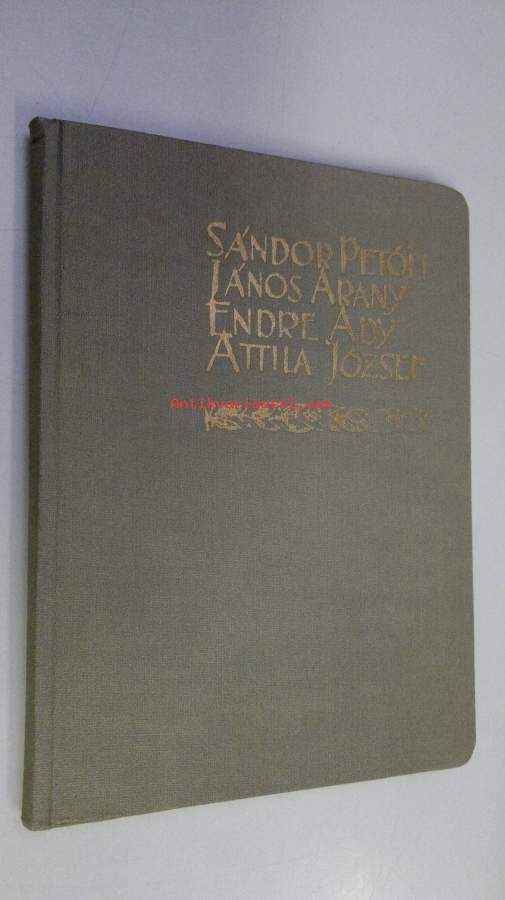 SÁNDOR PETŐFI
JÁNOS ARANY
ENDRE ADY
ATTILA JÓZSEF
Antikvariaatti.net